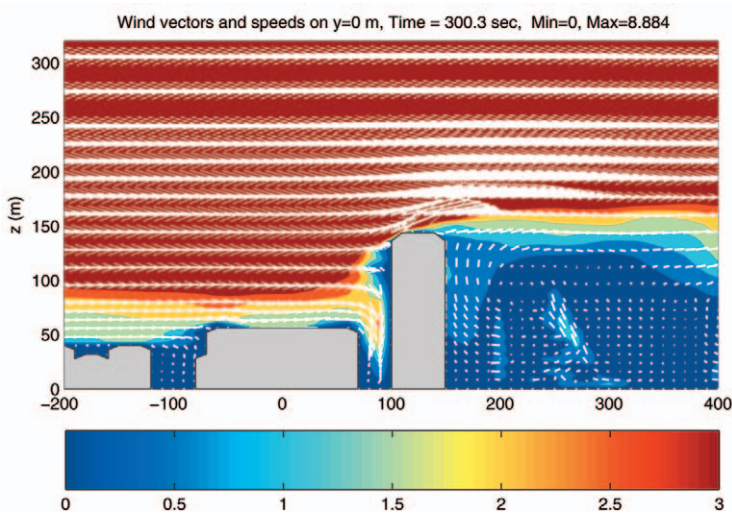 Wind vectors and speeds on y=0 m, Time = 300.3 sec, Min=0, Max=8.884
300
250
200
150
100
50
0
z (m)
−200 −100 0 100 200 300 400
0 0.5 1 1.5 2 2.5 3